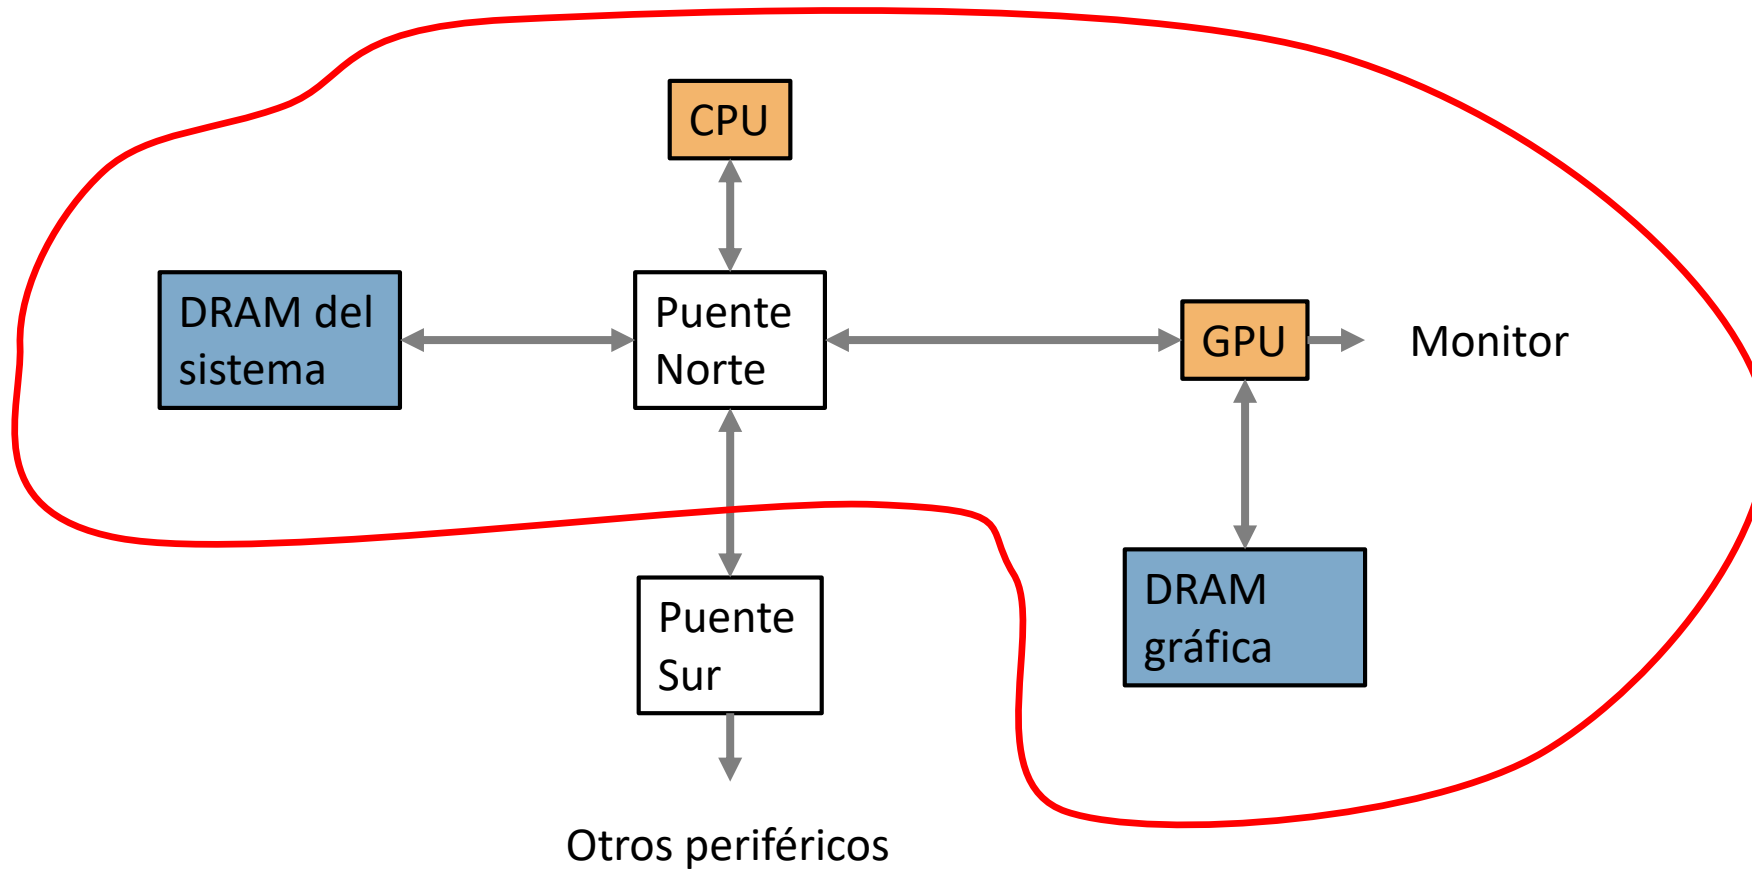 CPU
DRAM del
sistema
Puente
Norte
GPU
Monitor
Puente
Sur
DRAM
gráfica
Otros periféricos